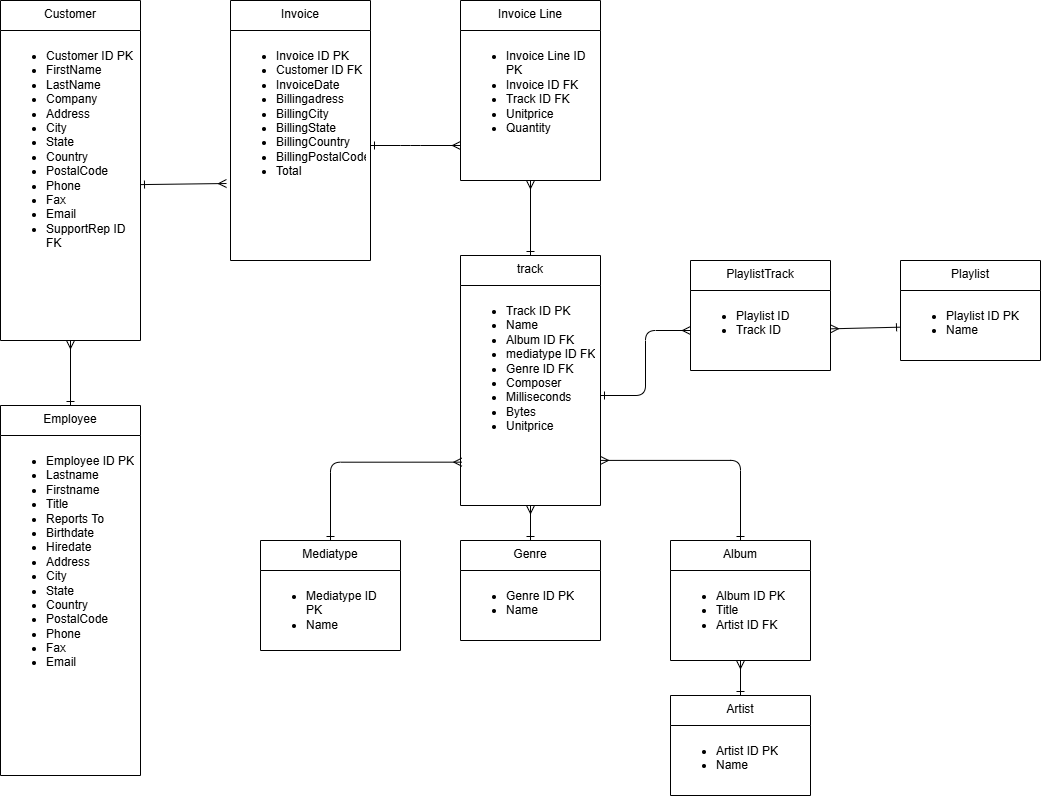 Customer
Customer ID PK
FirstName
LastName
Company
Address
City
State
Country
PostalCode
Phone
Fax
Email
SupportRep ID
FK
Invoice
Invoice ID PK
Customer ID FK
InvoiceDate
Billingadress
BillingCity
BillingState
BillingCountry
BillingPostalCode
Total
Invoice Line
Invoice Line ID
PK
Invoice ID FK
Track ID FK
Unitprice
Quantity
track
Track ID PK
Name
Album ID FK
mediatype ID FK
Genre ID FK
Composer
Milliseconds
Bytes
Unitprice
PlaylistTrack
Playlist ID
Track ID
Playlist
Playlist ID PK
Name
Employee
Employee ID PK
Lastname
Firstname
Title
Reports To
Birthdate
Hiredate
Address
City
State
Country
PostalCode
Phone
Fax
Email
Mediatype
Mediatype ID
PK
Name
Genre
Genre ID PK
Name
Album
Album ID PK
Title
Artist ID FK
Artist
Artist ID PK
Name